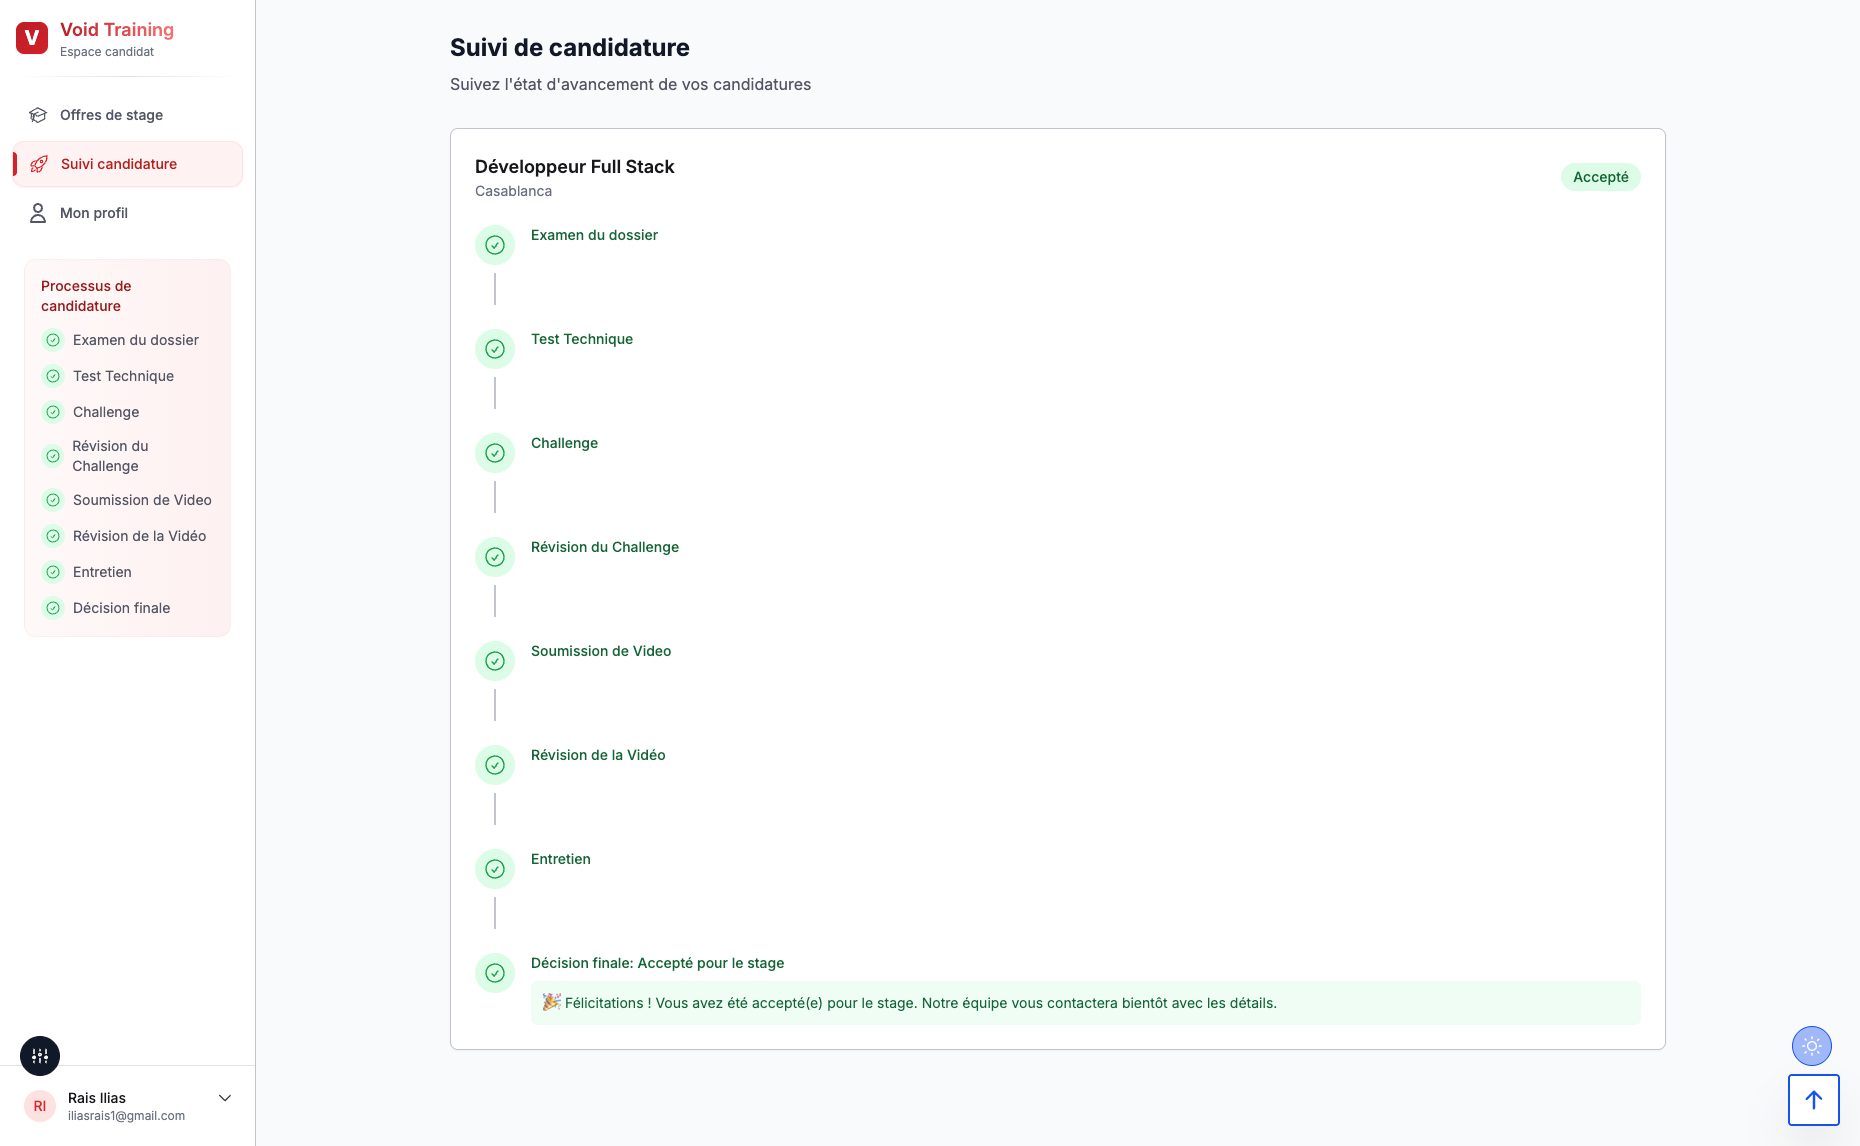 V
Void Training
Espace candidat
Offres de stage
Suivi candidature
Mon profil
Processus de
candidature
Examen du dossier
Test Technique
Challenge
Révision du
Challenge
Soumission de Video
Révision de la Vidéo
Entretien
Décision finale
RI
Rais Ilias
iliasrais1@gmail.com
Suivi de candidature
Suivez l'état d'avancement de vos candidatures
Développeur Full Stack
Casablanca
Accepté
Examen du dossier
Test Technique
Challenge
Révision du Challenge
Soumission de Video
Révision de la Vidéo
Entretien
Décision finale: Accepté pour le stage
🎉 Félicitations ! Vous avez été accepté(e) pour le stage. Notre équipe vous contactera bientôt avec les détails.